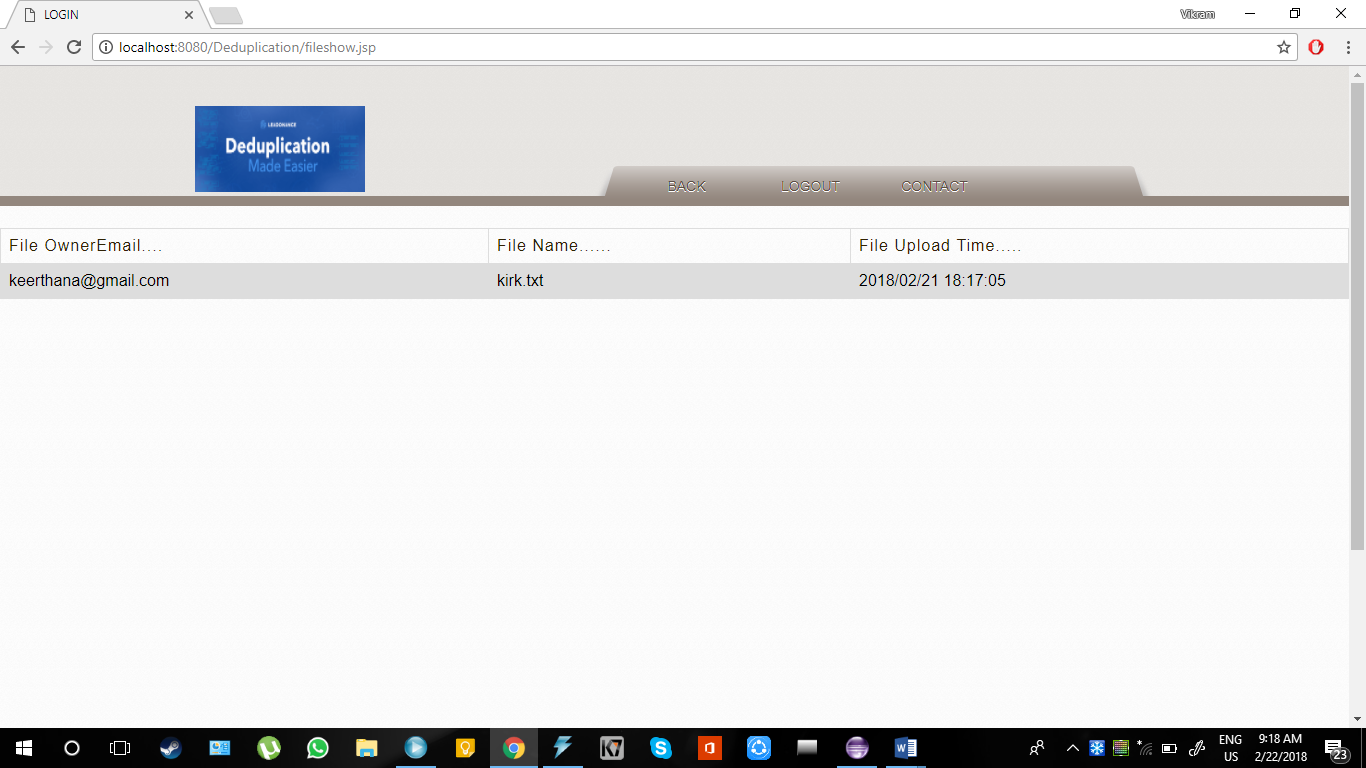 LOGIN
Vikram
localhost:8080/Deduplication/fileshow.jsp
Deduplication
Made Easier
BACK LOGOUT CONTACT
File OwnerEmail.... File Name...... File Upload Time.....
keerthana@gmail.com kirk.txt 2018/02/21 18:17:05
ENG 9:18 AM
US 2/22/2018
23